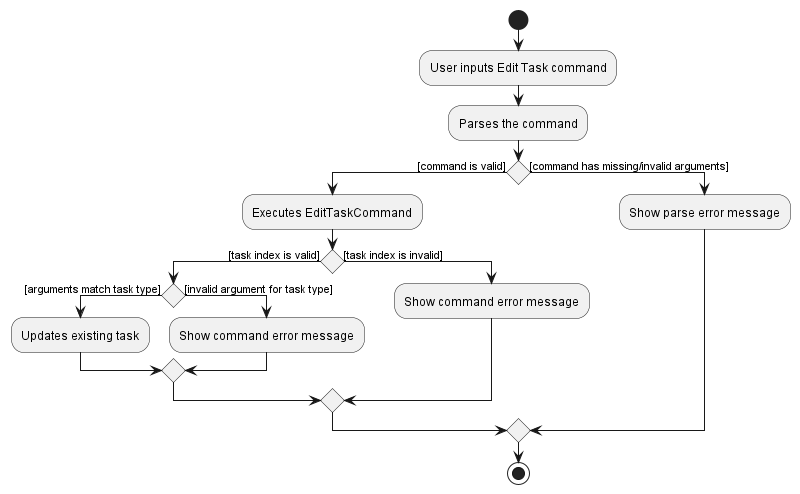 User inputs Edit Task command
Parses the command
[command is valid]
[command has missing/invalid arguments]
Executes EditTaskCommand
Show parse error message
[task index is valid]
[task index is invalid]
[arguments match task type]
[invalid argument for task type]
Show command error message
Updates existing task
Show command error message